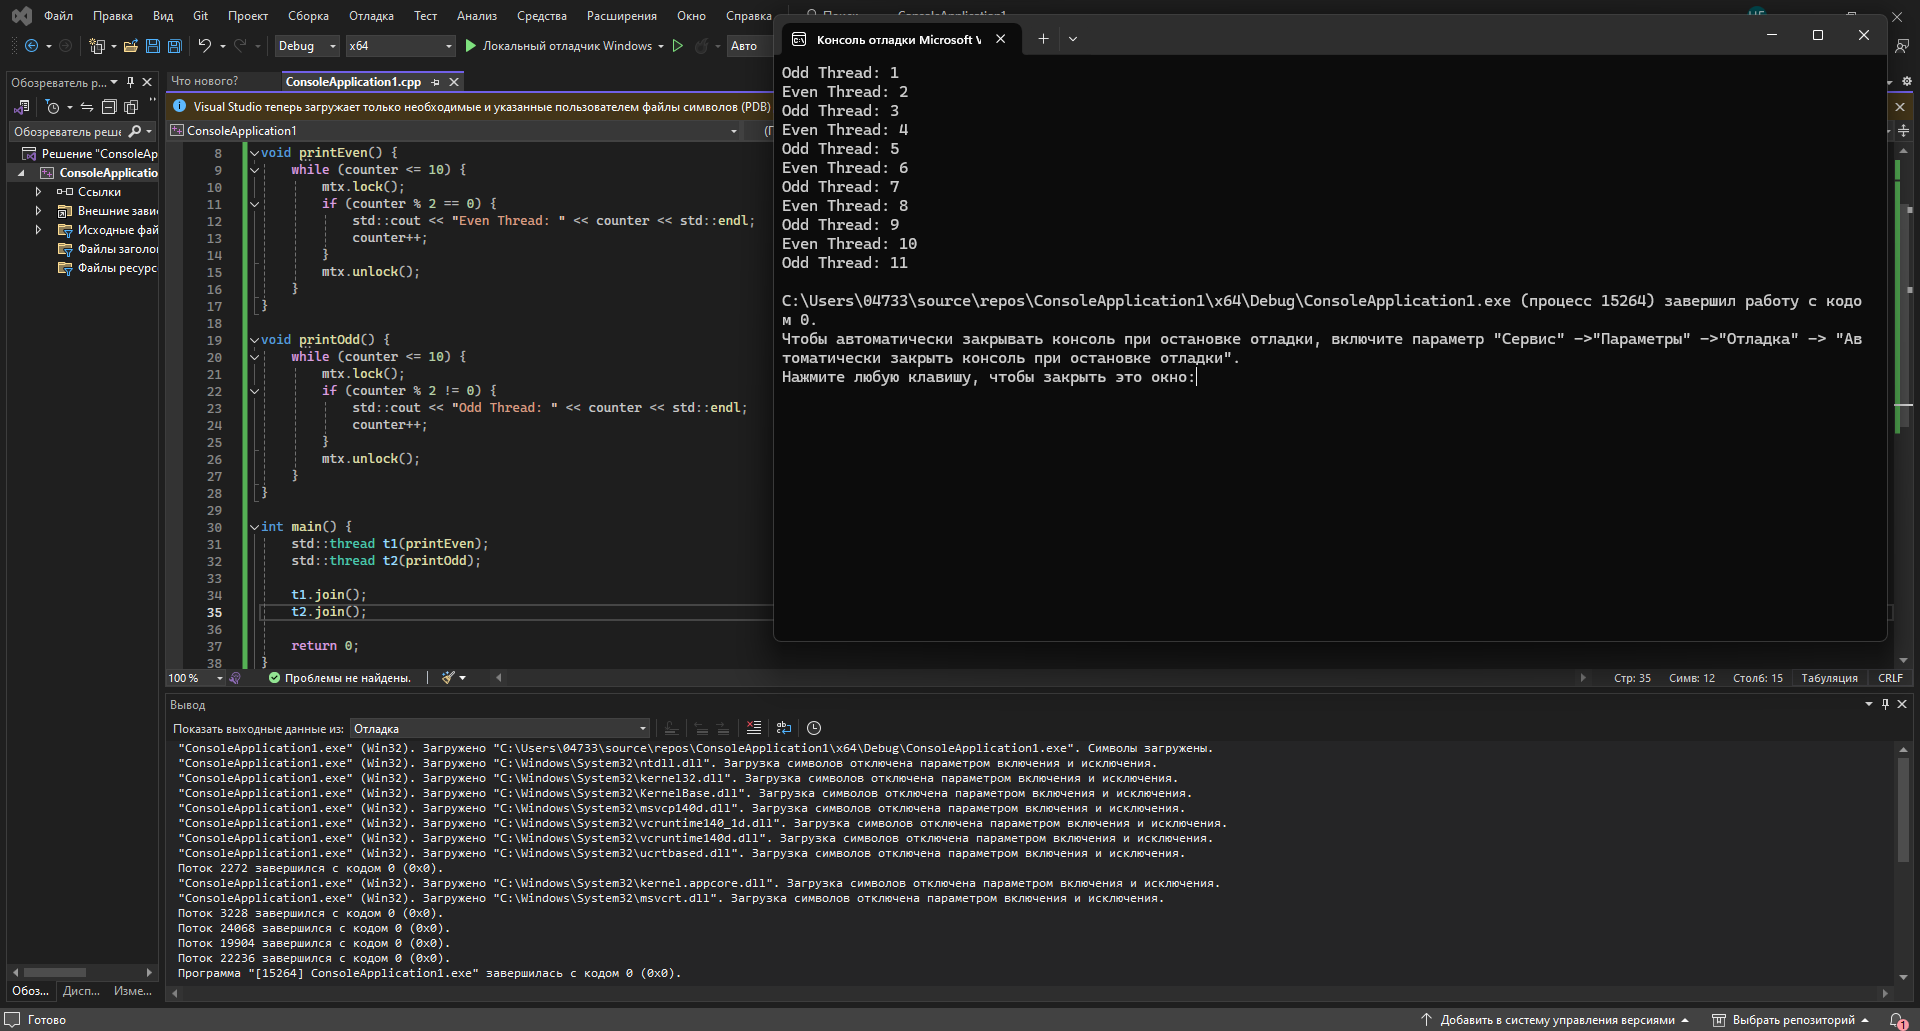 Файл Правка Вид Git Проект Сборка Отладка Тест Анализ Средства Расширения Окно Справка
Debug x64 Локальный отладчик Windows Авто
Обозреватель р...
Обозреватель реше
Решение "ConsoleAp
ConsoleApplicatio
Ссылки
Внешние зави
Исходные фай
Файлы заголо
Файлы ресурс
Обоз... Дисп... Изме...
Что нового? ConsoleApplication1.cpp
Visual Studio теперь загружает только необходимые и указанные пользователем файлы символов (PDB)
ConsoleApplication1
8 void printEven() {
9 while (counter <= 10) {
10 mtx.lock();
11 if (counter % 2 == 0) {
12 std::cout << "Even Thread: " << counter << std::endl;
13 counter++;
14 }
15 mtx.unlock();
16 }
17 }
18
19 void printOdd() {
20 while (counter <= 10) {
21 mtx.lock();
22 if (counter % 2 != 0) {
23 std::cout << "Odd Thread: " << counter << std::endl;
24 counter++;
25 }
26 mtx.unlock();
27 }
28 }
29
30 int main() {
31 std::thread t1(printEven);
32 std::thread t2(printOdd);
33
34 t1.join();
35 t2.join();
36
37 return 0;
38 }
100 % Проблемы не найдены. Стр: 35 Симв: 12 Столб: 15 Табуляция CRLF
Консоль отладки Microsoft V
Odd Thread: 1
Even Thread: 2
Odd Thread: 3
Even Thread: 4
Odd Thread: 5
Even Thread: 6
Odd Thread: 7
Even Thread: 8
Odd Thread: 9
Even Thread: 10
Odd Thread: 11
C:\Users\04733\source\repos\ConsoleApplication1\x64\Debug\ConsoleApplication1.exe (процесс 15264) завершил работу с кодо
м 0.
Чтобы автоматически закрывать консоль при остановке отладки, включите параметр "Сервис" ->"Параметры" ->"Отладка" -> "Ав
томатически закрыть консоль при остановке отладки".
Нажмите любую клавишу, чтобы закрыть это окно:
Вывод
Показать выходные данные из: Отладка
"ConsoleApplication1.exe" (Win32). Загружено "C:\Users\04733\source\repos\ConsoleApplication1\x64\Debug\ConsoleApplication1.exe". Символы загружены.
"ConsoleApplication1.exe" (Win32). Загружено "C:\Windows\System32\ntdll.dll". Загрузка символов отключена параметром включения и исключения.
"ConsoleApplication1.exe" (Win32). Загружено "C:\Windows\System32\kernel32.dll". Загрузка символов отключена параметром включения и исключения.
"ConsoleApplication1.exe" (Win32). Загружено "C:\Windows\System32\KernelBase.dll". Загрузка символов отключена параметром включения и исключения.
"ConsoleApplication1.exe" (Win32). Загружено "C:\Windows\System32\msvcp140d.dll". Загрузка символов отключена параметром включения и исключения.
"ConsoleApplication1.exe" (Win32). Загружено "C:\Windows\System32\vcruntime140_1d.dll". Загрузка символов отключена параметром включения и исключения.
"ConsoleApplication1.exe" (Win32). Загружено "C:\Windows\System32\vcruntime140d.dll". Загрузка символов отключена параметром включения и исключения.
"ConsoleApplication1.exe" (Win32). Загружено "C:\Windows\System32\ucrtbased.dll". Загрузка символов отключена параметром включения и исключения.
Поток 2272 завершился с кодом 0 (0x0).
"ConsoleApplication1.exe" (Win32). Загружено "C:\Windows\System32\kernel.appcore.dll". Загрузка символов отключена параметром включения и исключения.
"ConsoleApplication1.exe" (Win32). Загружено "C:\Windows\System32\msvcrt.dll". Загрузка символов отключена параметром включения и исключения.
Поток 3228 завершился с кодом 0 (0x0).
Поток 24068 завершился с кодом 0 (0x0).
Поток 19904 завершился с кодом 0 (0x0).
Поток 22236 завершился с кодом 0 (0x0).
Программа "[15264] ConsoleApplication1.exe" завершилась с кодом 0 (0x0).
Готово Добавить в систему управления версиями Выбрать репозиторий 1